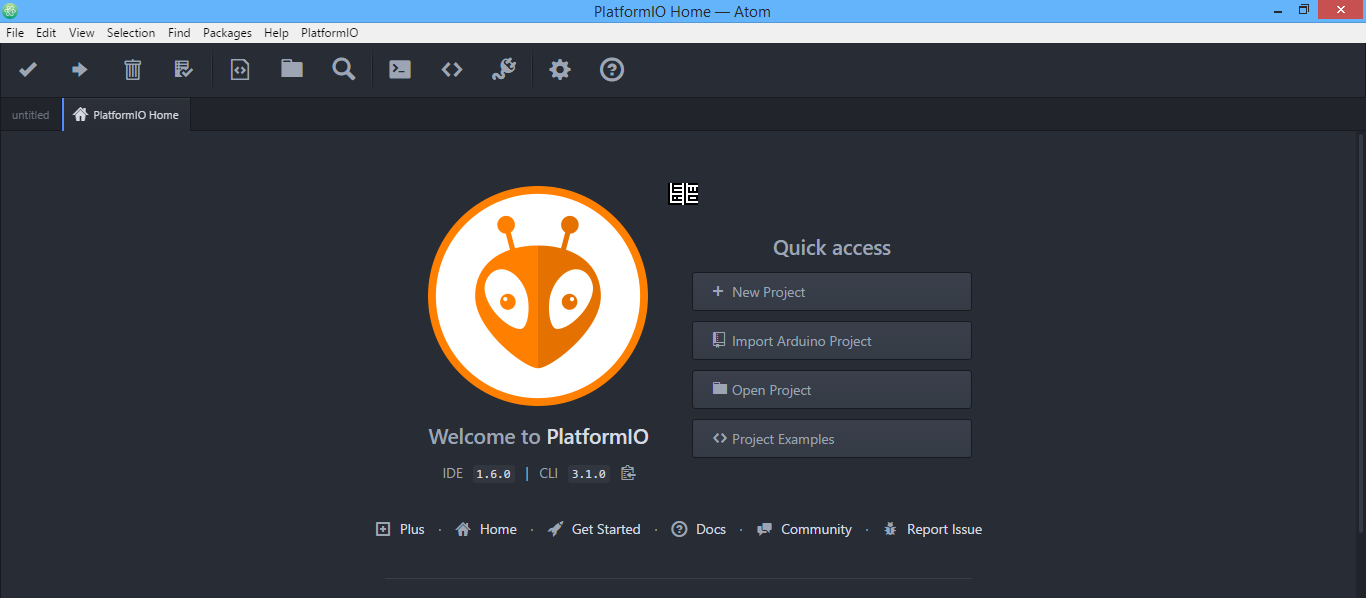 PlatformIO Home — Atom
File Edit View Selection Find Packages Help PlatformIO
untitled PlatformIO Home
Quick access
New Project
Import Arduino Project
Open Project
Project Examples
Welcome to PlatformIO
IDE 1.6.0 | CLI 3.1.0
Plus · Home · Get Started · Docs · Community · Report Issue